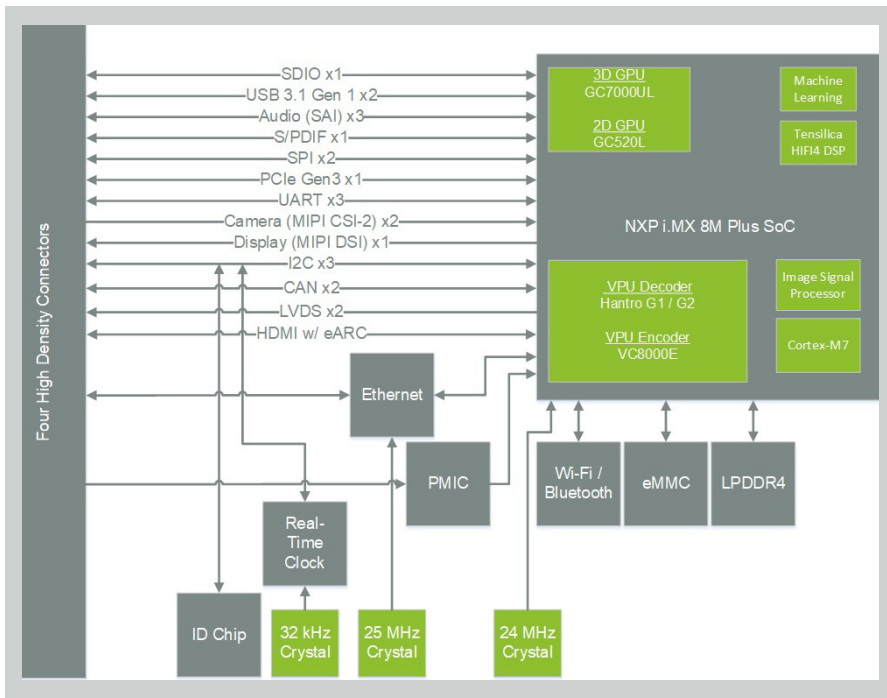 Four High Density Connectors
SDIO x1
USB 3.1 Gen 1 x2
Audio (SAI) x3
S/PDIF x1
SPI x2
PCIe Gen3 x1
UART x3
Camera (MIPI CSI-2) x2
Display (MIPI DSI) x1
I2C x3
CAN x2
LVDS x2
HDMI w/ eARC
3D GPU
GC7000UL
2D GPU
GC520L
Machine
Learning
Tensilica
HIFI4 DSP
NXP i.MX 8M Plus SoC
VPU Decoder
Hantro G1 / G2
VPU Encoder
VC8000E
Image Signal
Processor
Cortex-M7
Ethernet
PMIC
Wi-Fi /
Bluetooth
eMMC
LPDDR4
Real-
Time
Clock
ID Chip
32 kHz
Crystal
25 MHz
Crystal
24 MHz
Crystal